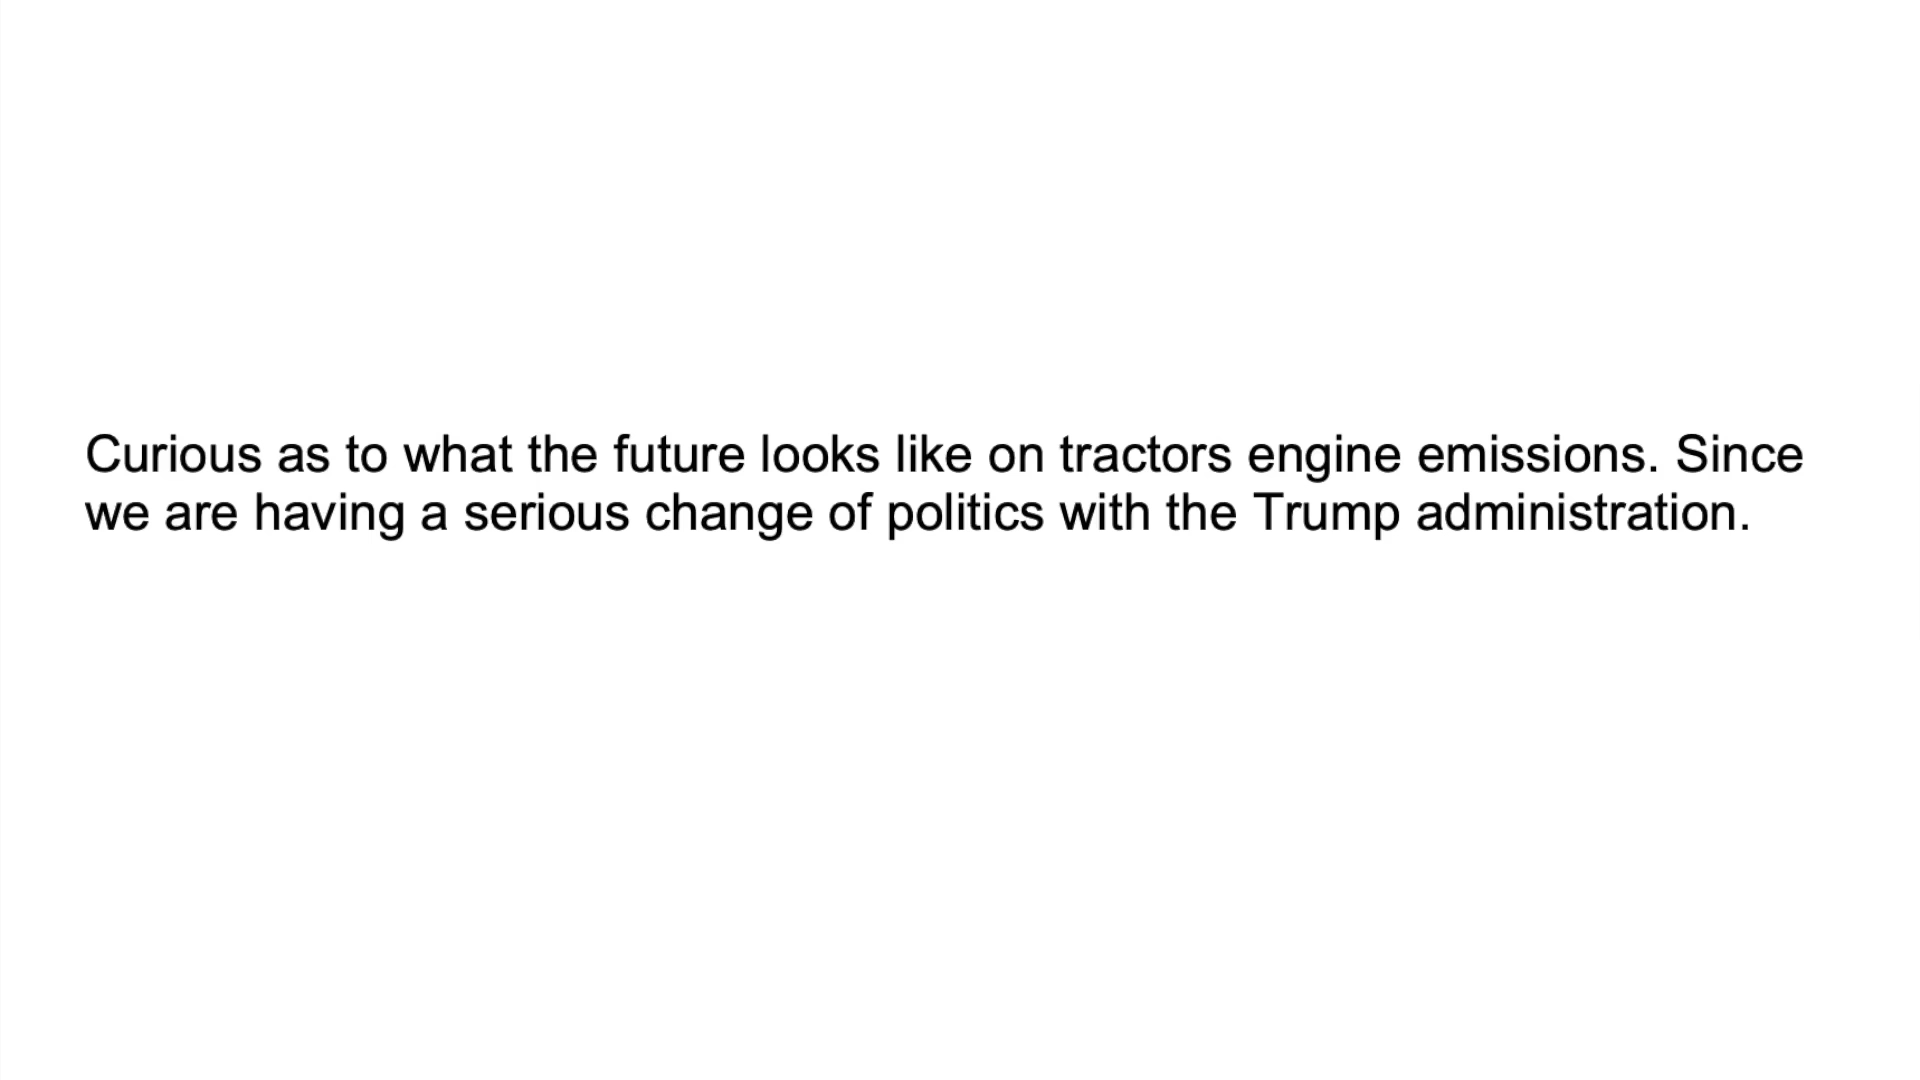 Curious as to what the future looks like on tractors engine emissions. Since
we are having a serious change of politics with the Trump administration.